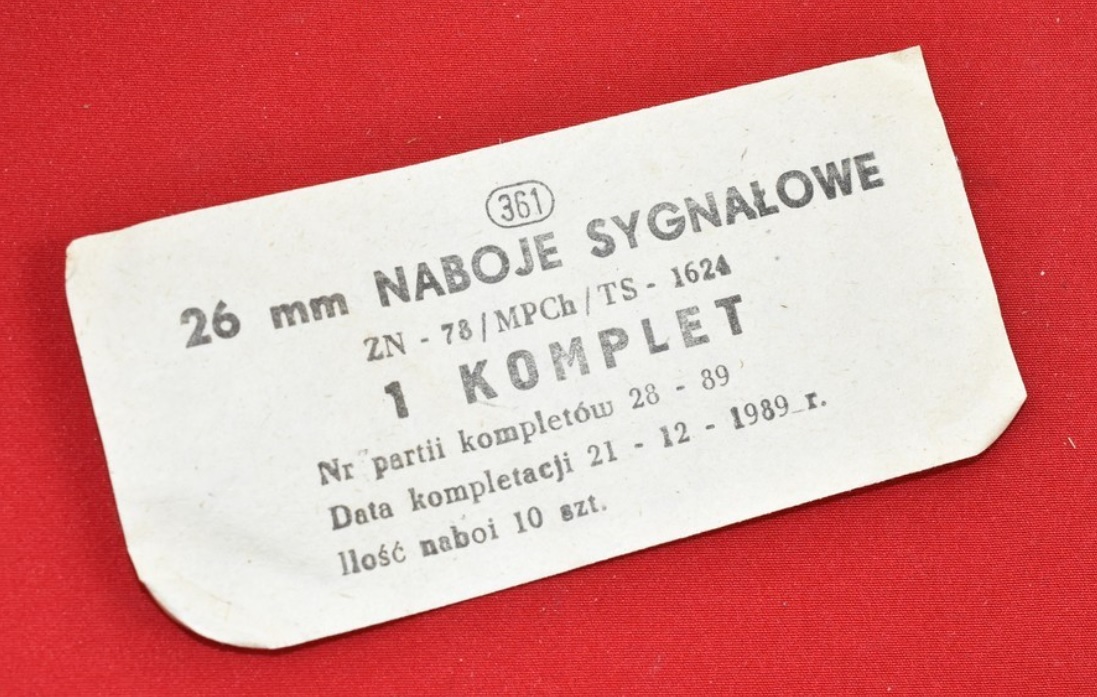 361
26 mm NABOJE SYGNAŁOWE
ZN - 78/MPCh/TS - 1624
1 KOMPLET
Nr partii kompletów 28 - 89
Data kompletacji 21 - 12 - 1989 r.
Ilość naboi 10 szt.